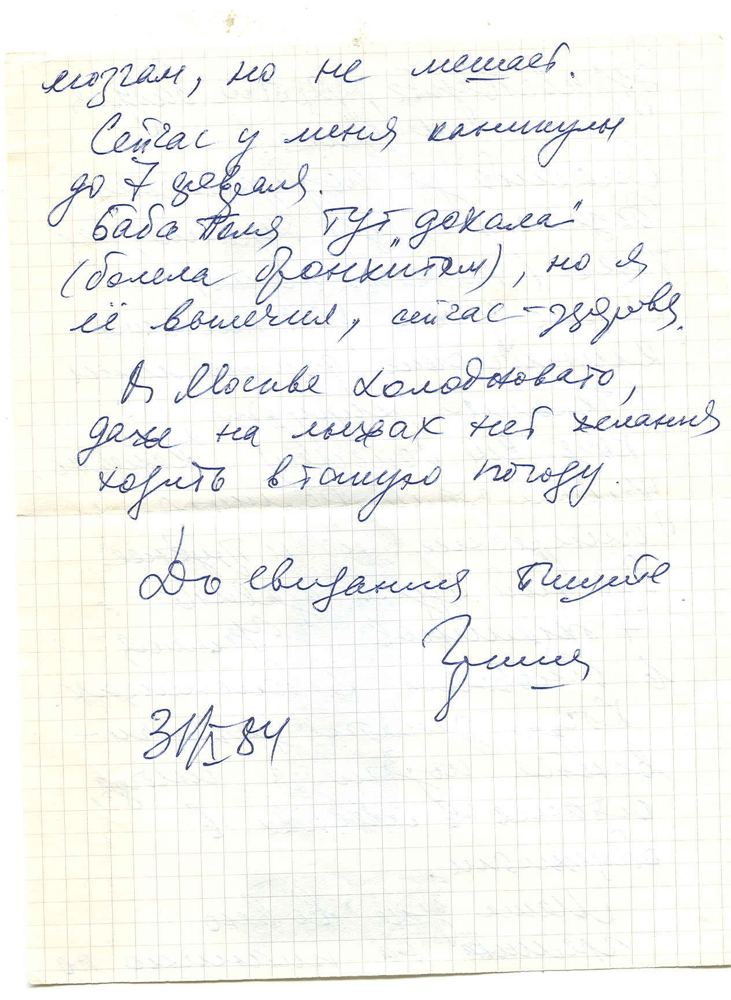 мозгам, но не мешает.
Сейчас у меня каникулы
до 7 февраля.
Баба Поля тут „дохала"
(болела бронхитом), но я
её вылечил, сейчас – здорова.
В Москве холодновато,
даже на лыжах нет желания
ходить в такую погоду.
До свидания Пишите
Гриша
31/I 84